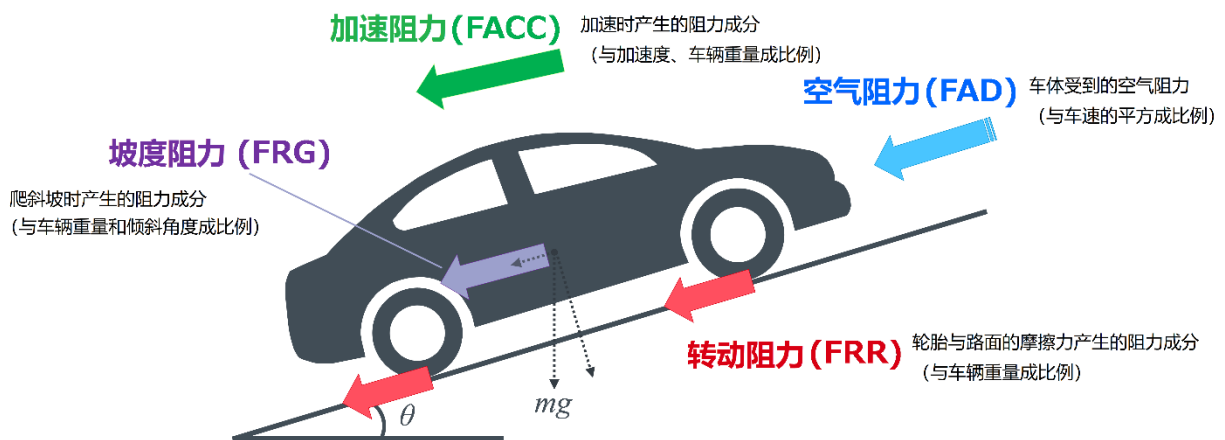 加速阻力(FACC)
加速时产生的阻力成分
（与加速度、车辆重量成比例）
空气阻力(FAD)
车体受到的空气阻力
（与车速的平方成比例）
坡度阻力 (FRG)
爬斜坡时产生的阻力成分
（与车辆重量和倾斜角度成比例）
转动阻力(FRR)
轮胎与路面的摩擦力产生的阻力成分
（与车辆重量成比例）
mg
θ